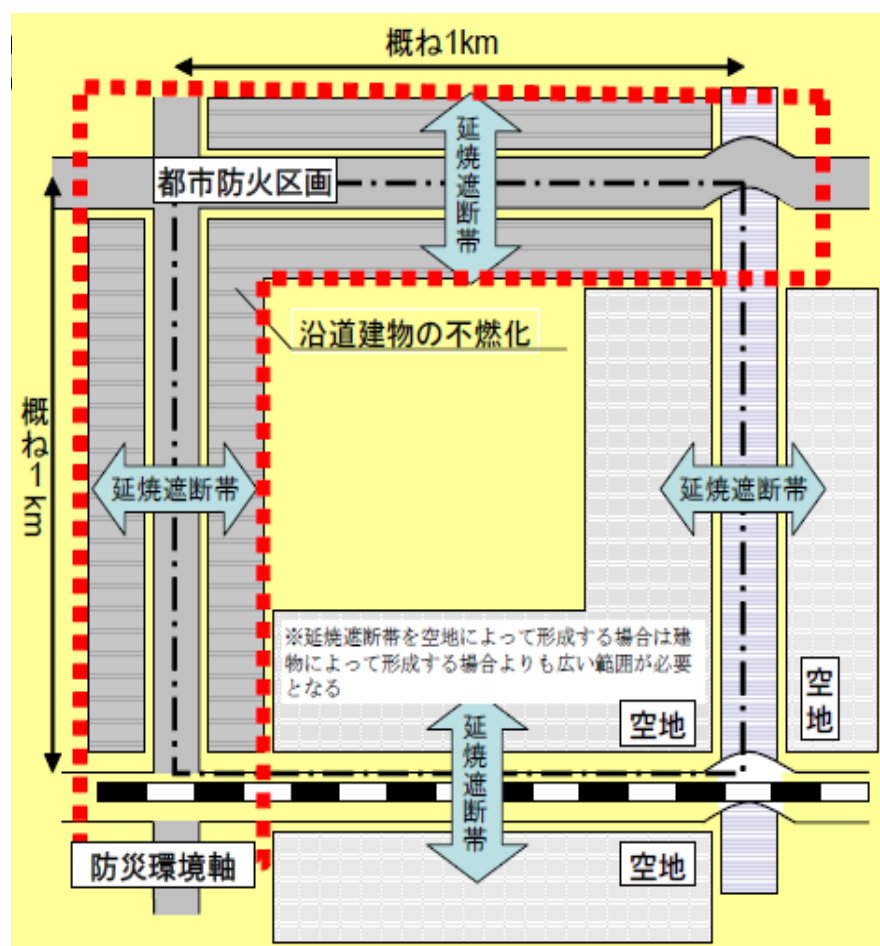 概ね1km
延焼遮断帯
都市防火区画
沿道建物の不燃化
概ね1km
延焼遮断帯
延焼遮断帯
※延焼遮断帯を空地によって形成する場合は建
物によって形成する場合よりも広い範囲が必要
となる
空地
空地
延焼遮断帯
防災環境軸
空地